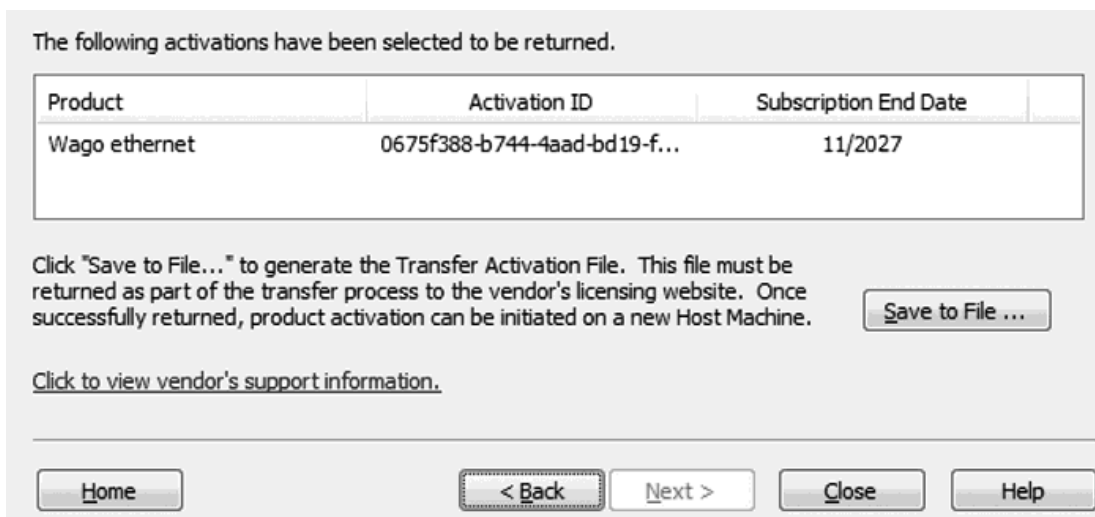 The following activations have been selected to be returned.
Product Activation ID Subscription End Date
Wago ethernet 0675f388-b744-4aad-bd19-f... 11/2027
Click "Save to File..." to generate the Transfer Activation File. This file must be
returned as part of the transfer process to the vendor's licensing website. Once
successfully returned, product activation can be initiated on a new Host Machine.
Save to File ...
Click to view vendor's support information.
Home < Back Next > Close Help